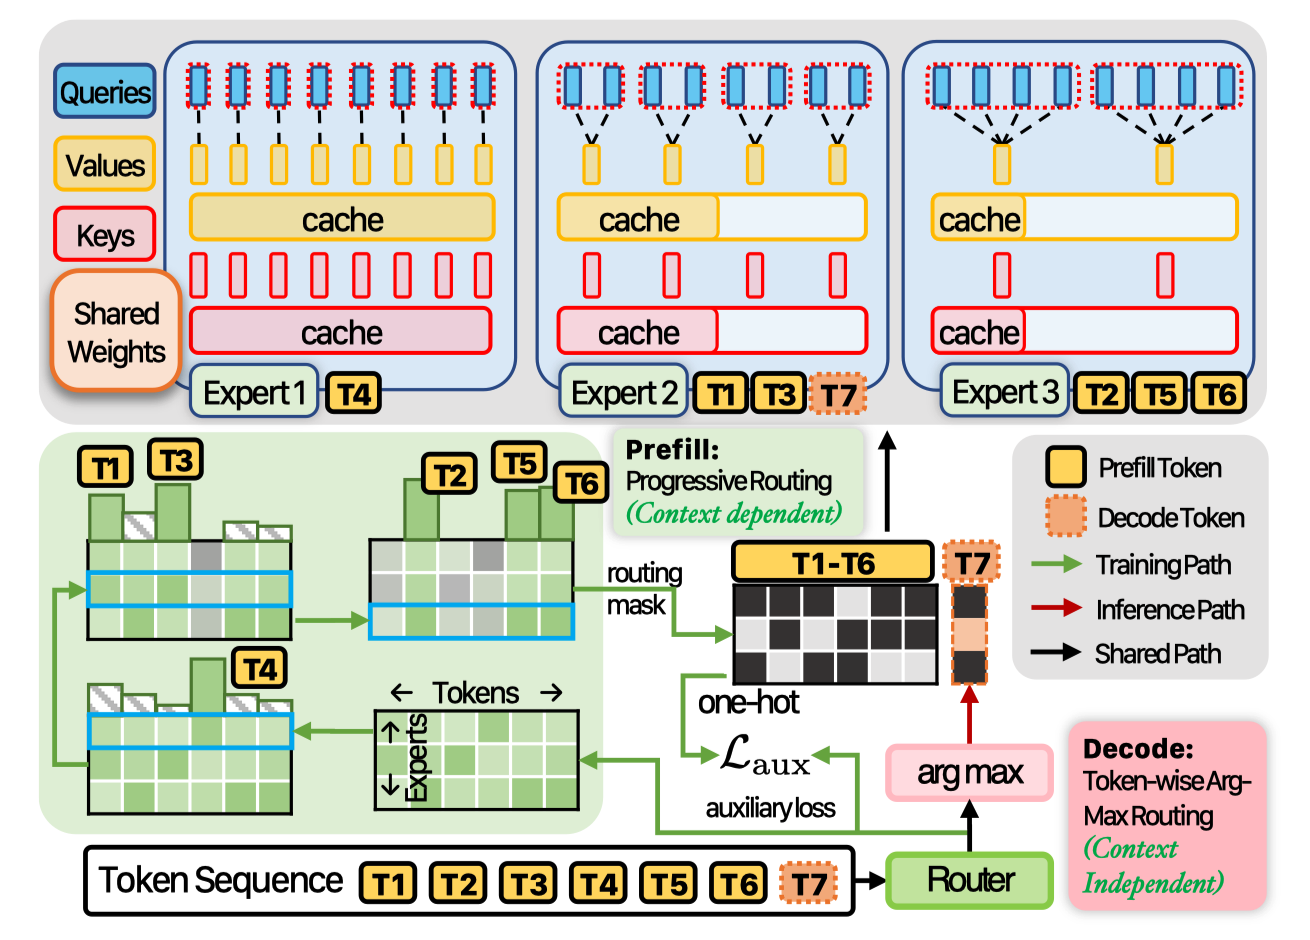 Queries
Values
Keys
Shared
Weights
cache
cache
cache
cache
cache
cache
Expert 1
T4
Expert 2
T1
T3
T7
Expert 3
T2
T5
T6
T1
T3
T2
T5
T6
T4
← Tokens →
← Experts →
Prefill:
Progressive Routing
(Context dependent)
routing
mask
T1-T6
T7
one-hot
ℒaux
auxiliary loss
arg max
Router
Prefill Token
Decode Token
Training Path
Inference Path
Shared Path
Decode:
Token-wise Arg-
Max Routing
(Context
Independent)
Token Sequence T1 T2 T3 T4 T5 T6 T7